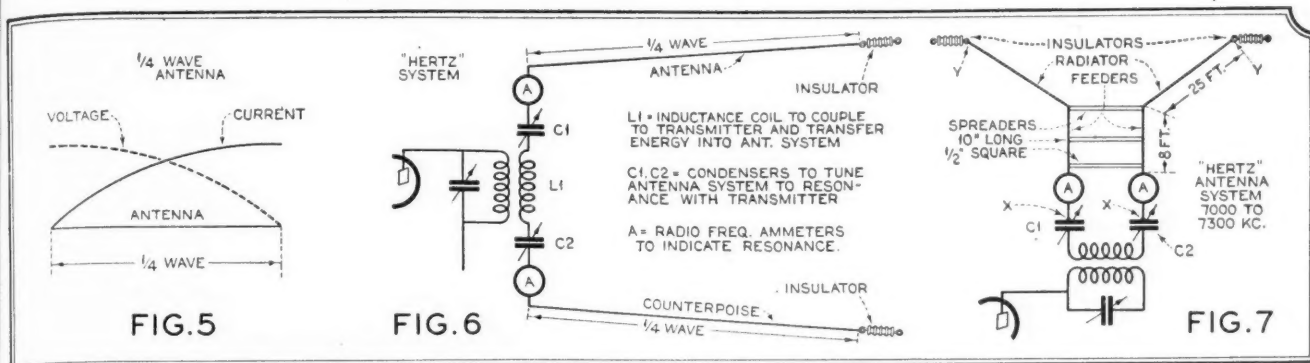 1/4 WAVE
ANTENNA
VOLTAGE
CURRENT
ANTENNA
1/4 WAVE
FIG.5
"HERTZ"
SYSTEM
1/4 WAVE
ANTENNA
INSULATOR
A
C1
L1
C2
A
L1 = INDUCTANCE COIL TO COUPLE
TO TRANSMITTER AND TRANSFER
ENERGY INTO ANT. SYSTEM
C1, C2 = CONDENSERS TO TUNE
ANTENNA SYSTEM TO RESON-
ANCE WITH TRANSMITTER
A = RADIO FREQ. AMMETERS
TO INDICATE RESONANCE.
COUNTERPOISE
1/4 WAVE
INSULATOR
FIG.6
INSULATORS
RADIATOR
FEEDERS
Y
Y
25 FT.
SPREADERS
10" LONG
1/2" SQUARE
8 FT.
A
A
X
X
C1
C2
"HERTZ"
ANTENNA
SYSTEM
7000 TO
7300 KC.
FIG.7